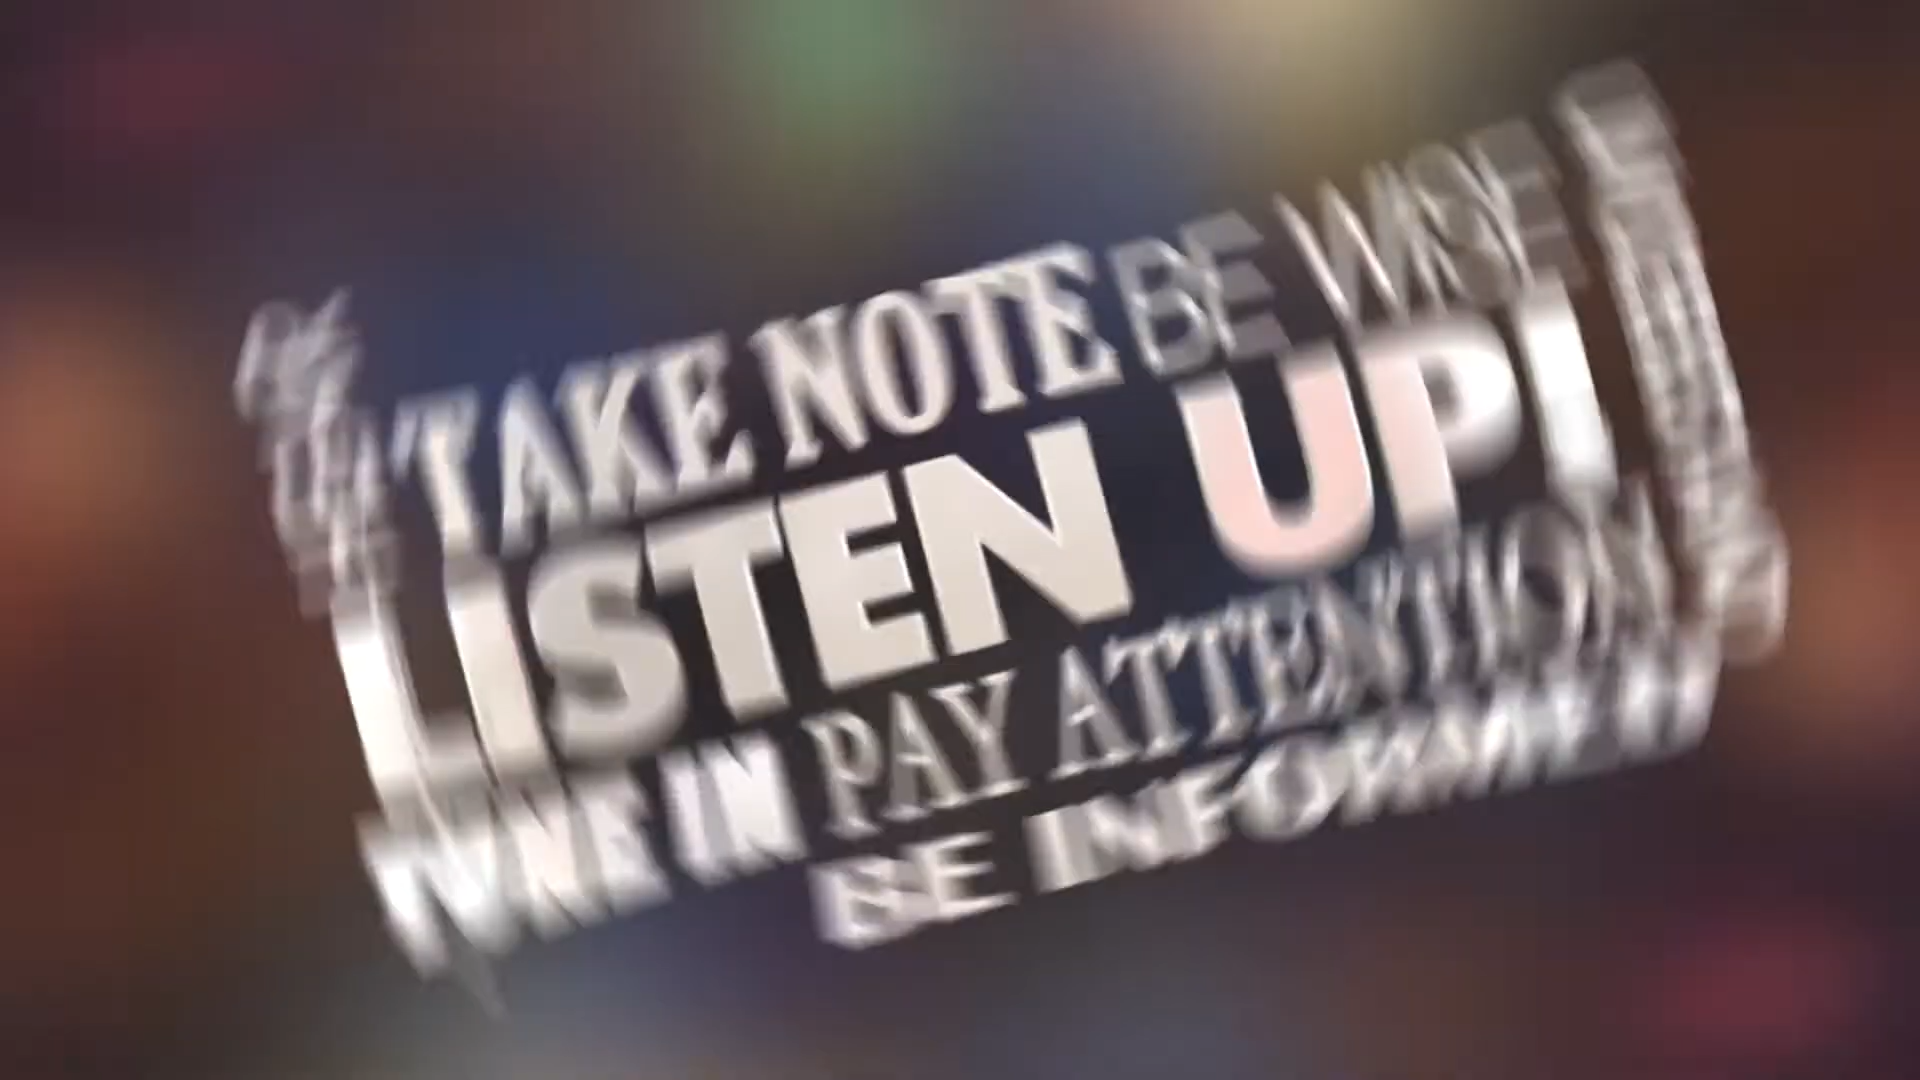 TAKE NOTE BE WISE
LISTEN UP!
TUNE IN PAY ATTENTION
BE INFORMED